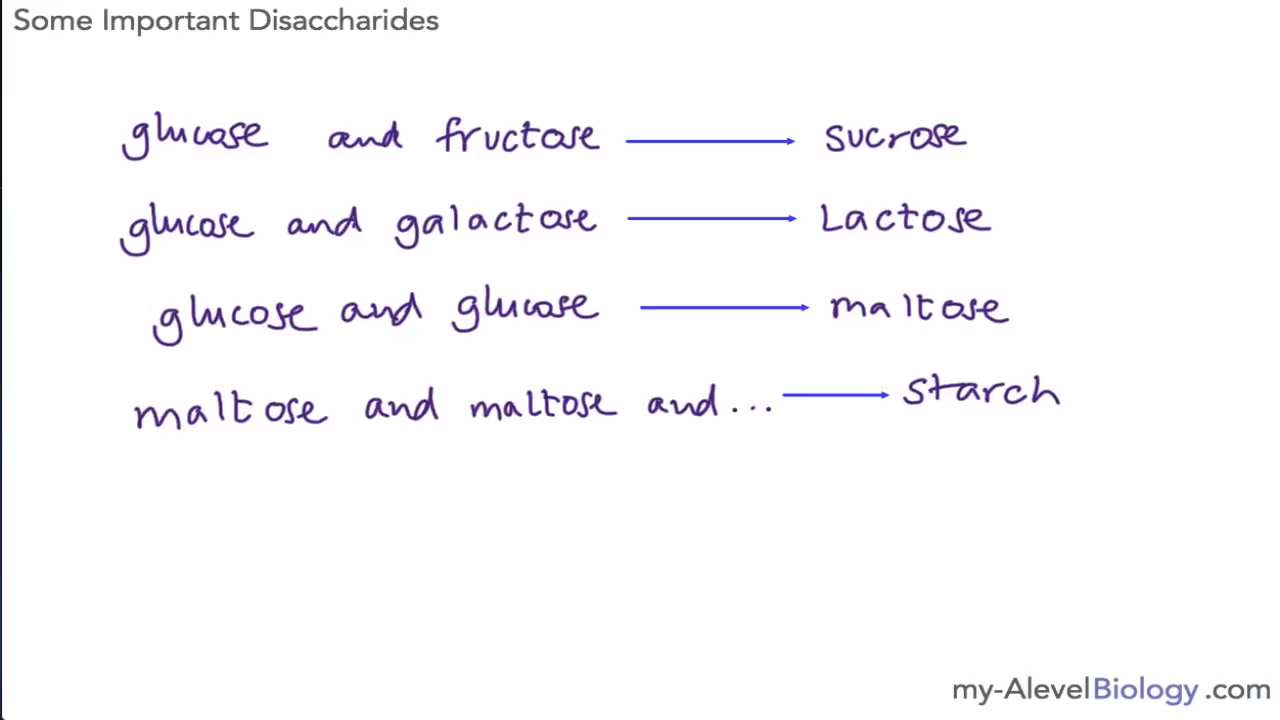 Some Important Disaccharides
glucose and fructose → sucrose
glucose and galactose → Lactose
glucose and glucose → maltose
maltose and maltose and... → starch
my-AlevelBiology.com